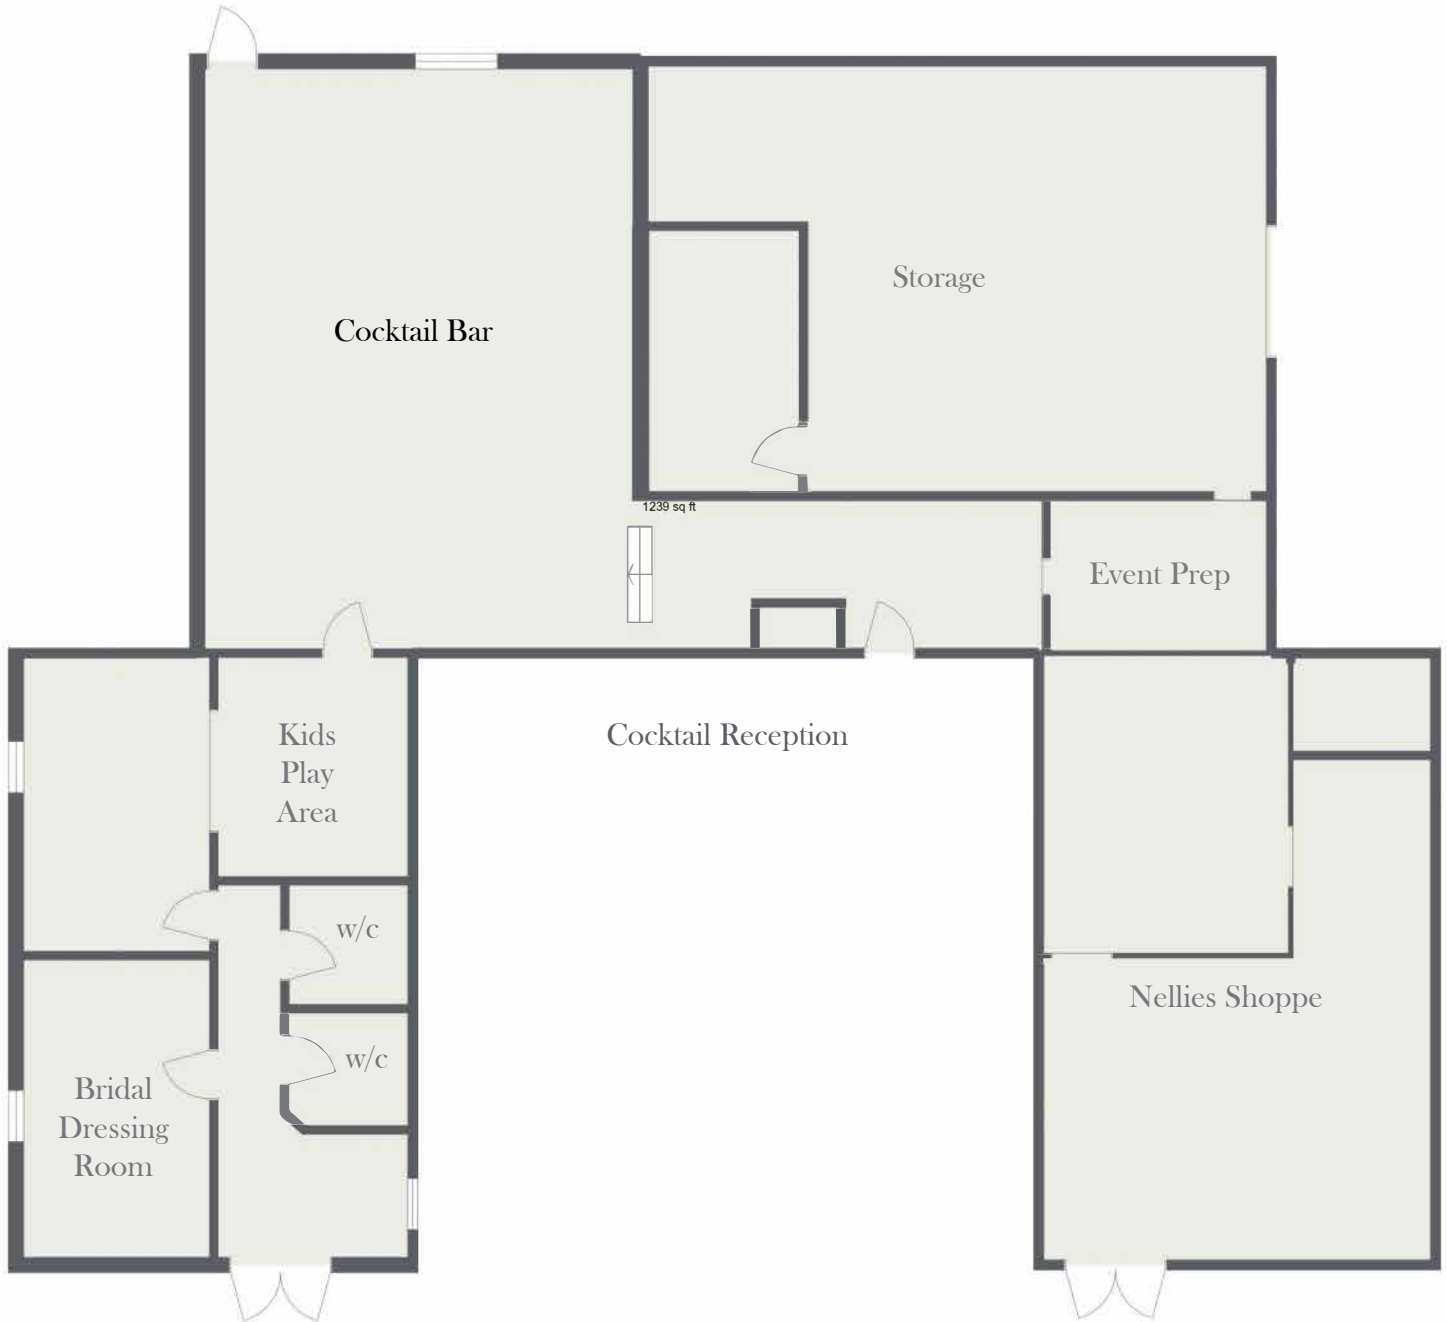 Storage
Cocktail Bar
1239 sq ft
Event Prep
Kids
Play
Area
Cocktail Reception
w/c
Nellies Shoppe
w/c
Bridal
Dressing
Room